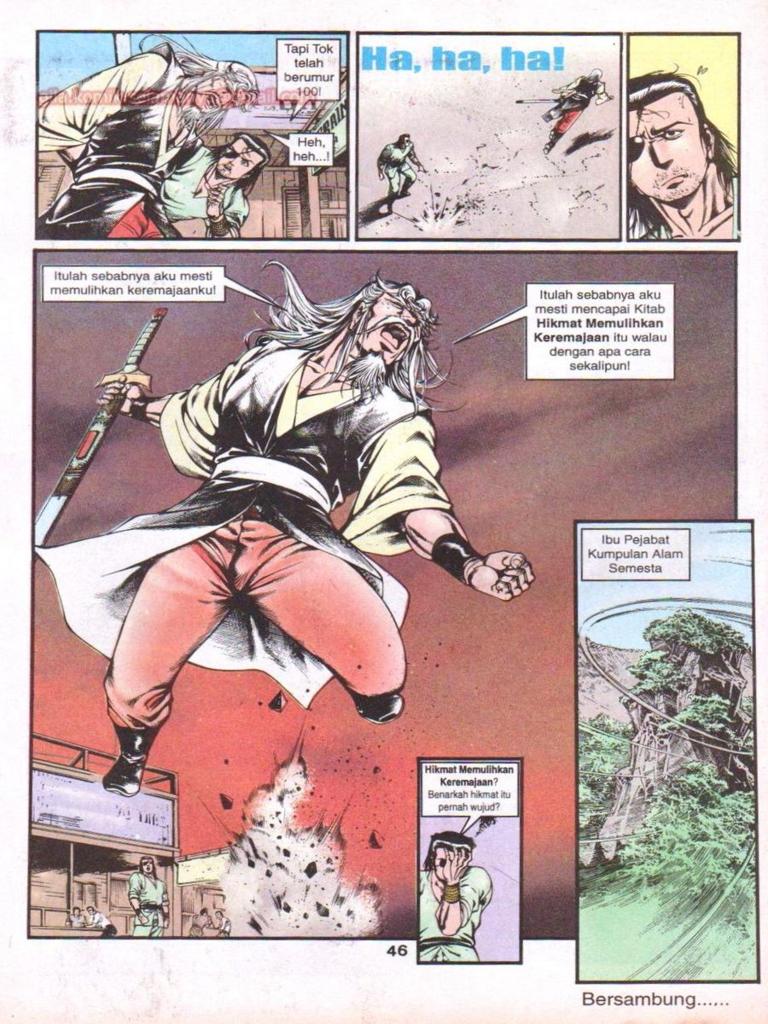 Tapi Tok
telah
berumur
100!
Heh,
heh...!
Ha, ha, ha!
Itulah sebabnya aku mesti
memulihkan keremajaanku!
Itulah sebabnya aku
mesti mencapai Kitab
Hikmat Memulihkan
Keremajaan itu walau
dengan apa cara
sekalipun!
Hikmat Memulihkan
Keremajaan?
Benarkah hikmat itu
pernah wujud?
Ibu Pejabat
Kumpulan Alam
Semesta
46
Bersambung......